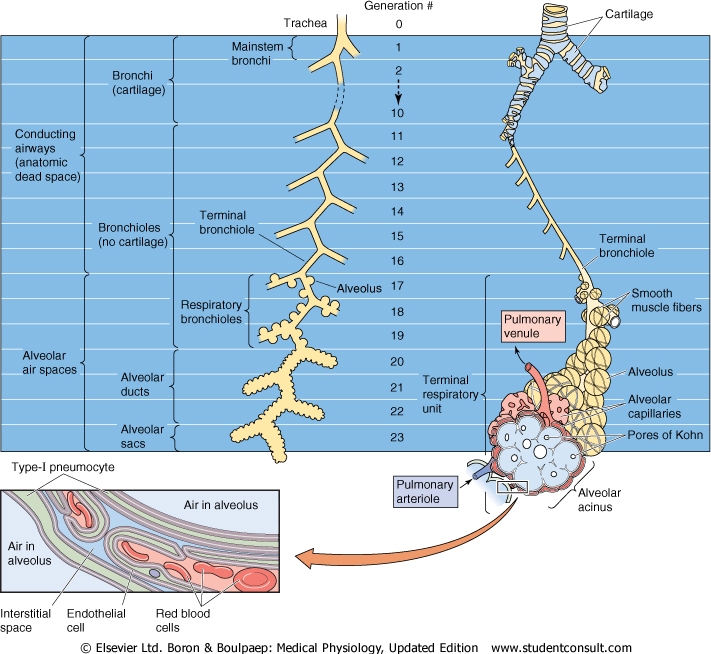 Generation #
Trachea
0
Cartilage
Mainstem
bronchi
1
Bronchi
(cartilage)
2
10
Conducting
airways
(anatomic
dead space)
11
12
13
Bronchioles
(no cartilage)
Terminal
bronchiole
14
15
16
Terminal
bronchiole
Alveolus
17
Respiratory
bronchioles
18
19
Smooth
muscle fibers
Pulmonary
venule
Alveolar
air spaces
Alveolar
ducts
20
21
22
Terminal
respiratory
unit
Alveolus
Alveolar
capillaries
Alveolar
sacs
23
Pores of Kohn
Pulmonary
arteriole
Alveolar
acinus
Type-I pneumocyte
Air in alveolus
Air in
alveolus
Interstitial
space
Endothelial
cell
Red blood
cells
© Elsevier Ltd. Boron & Boulpaep: Medical Physiology, Updated Edition www.studentconsult.com